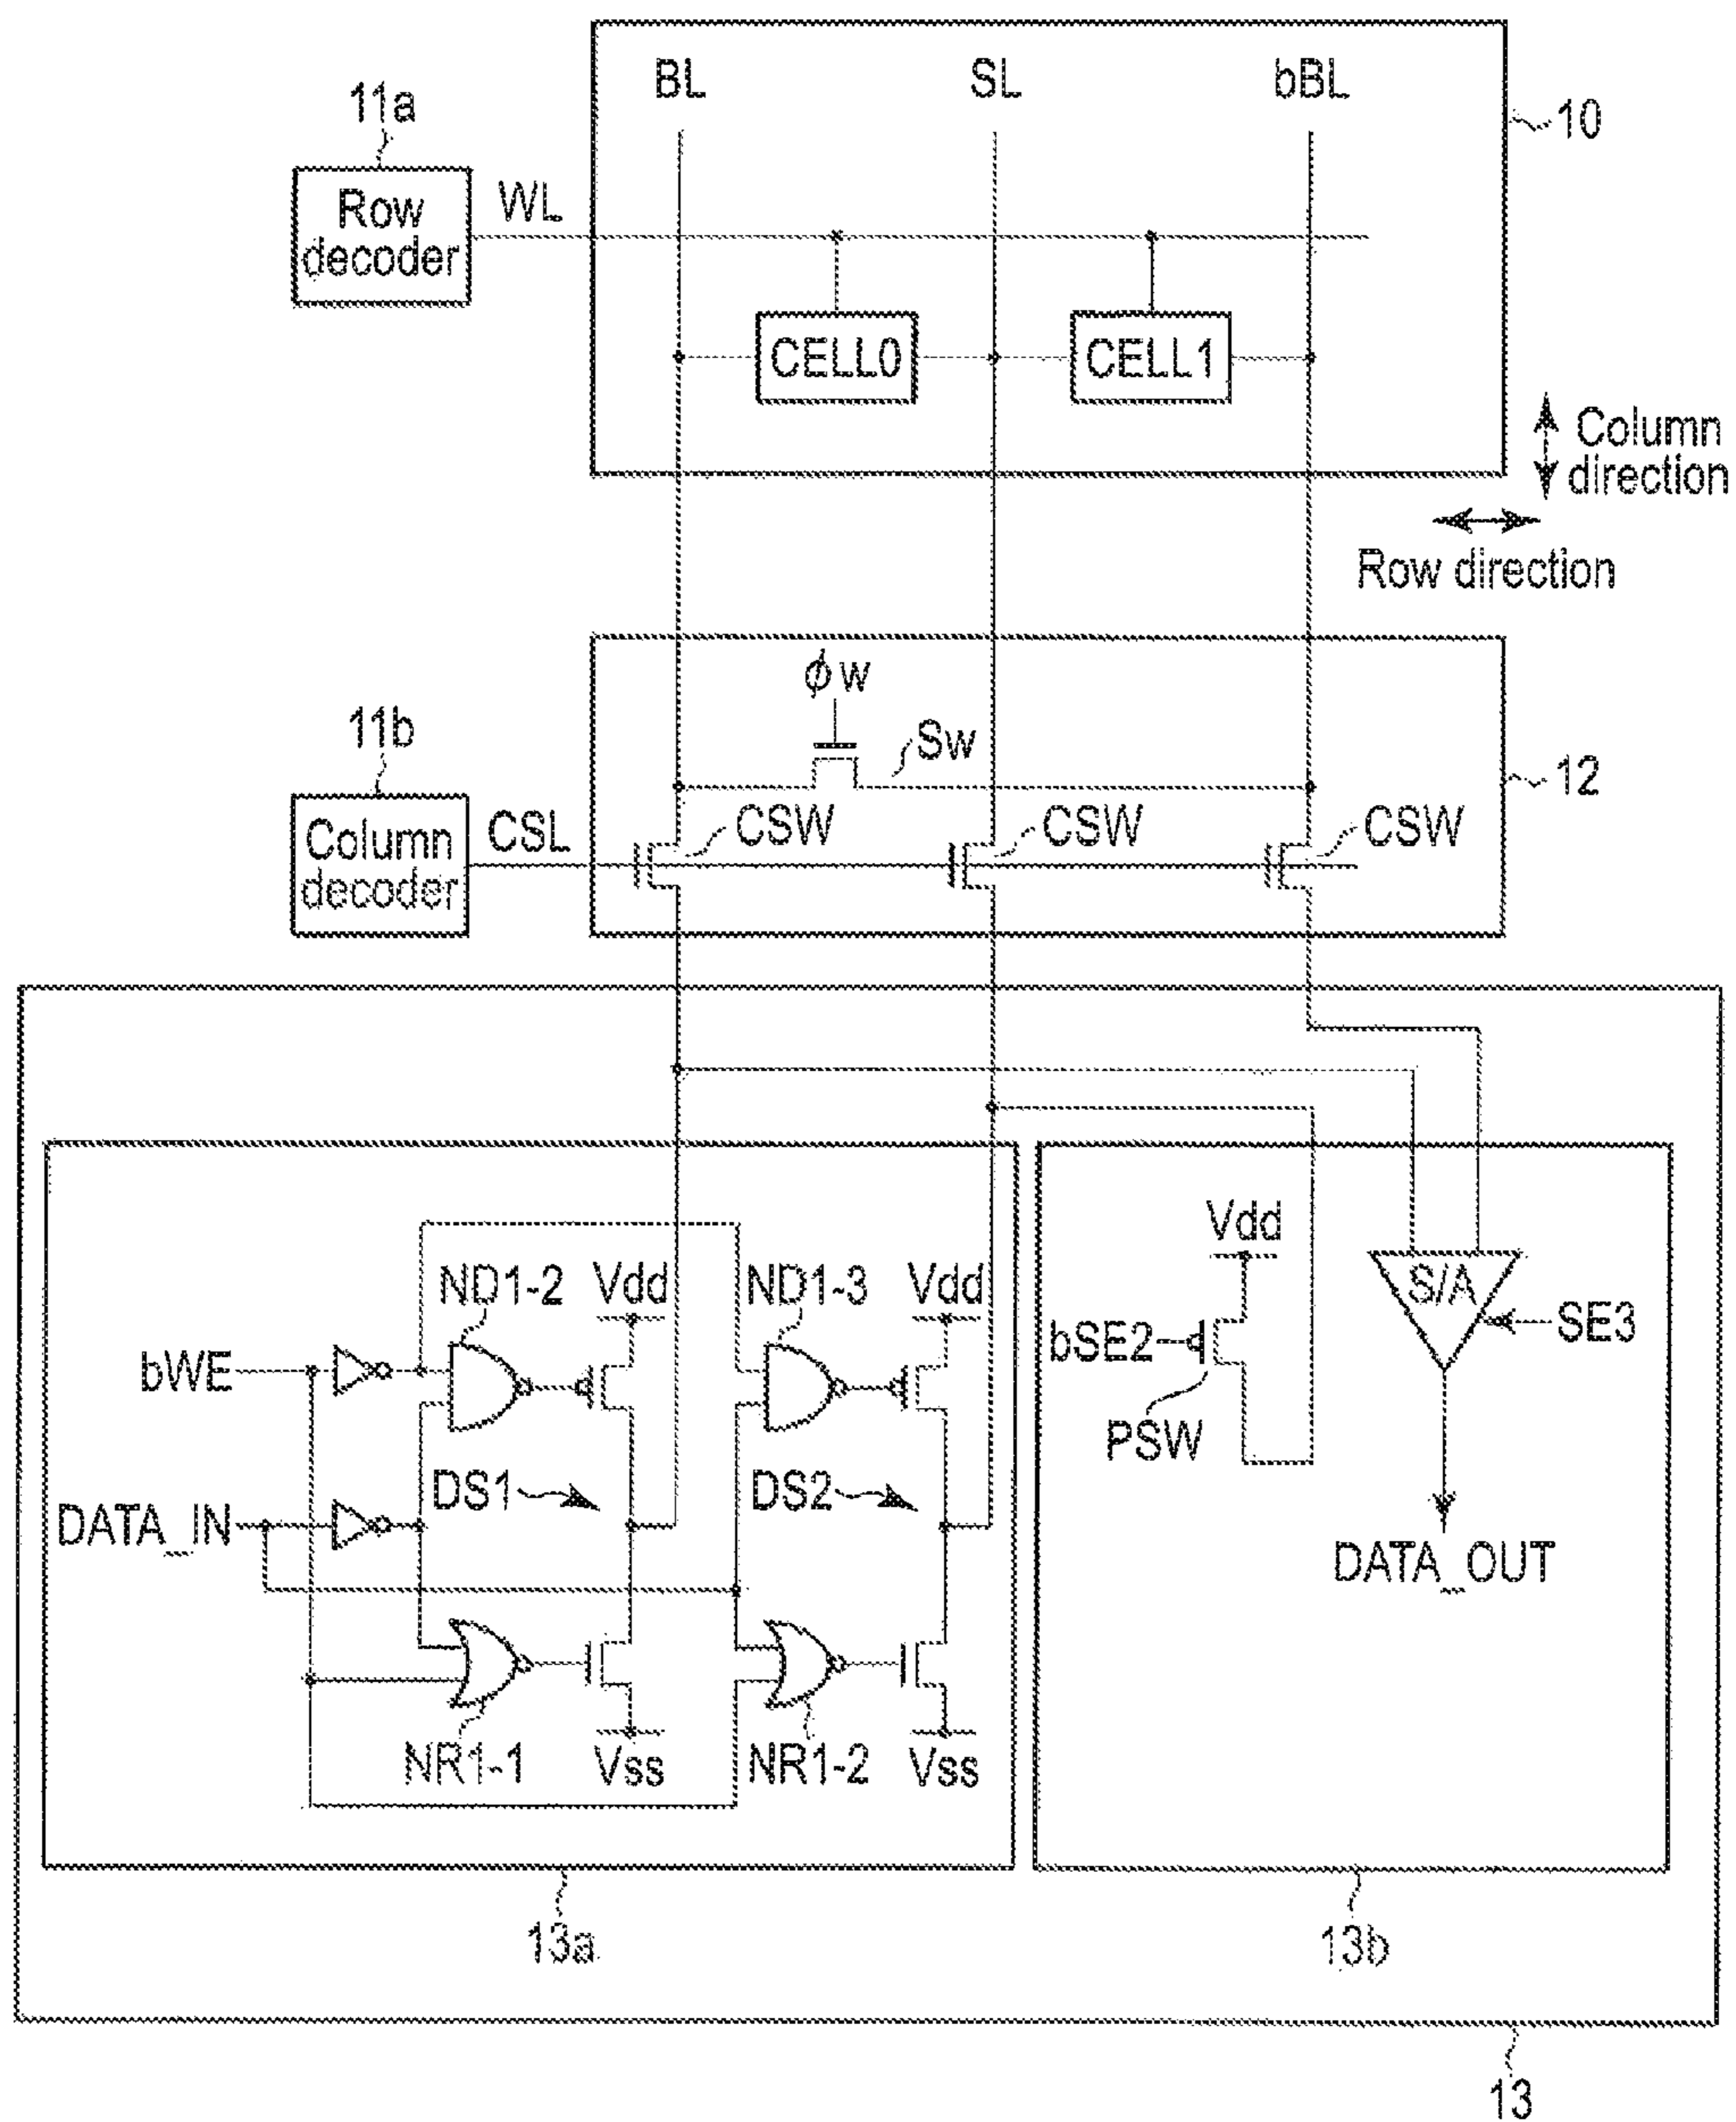 BL SL bBL
10
11a
Row
decoder
WL
CELL0 CELL1
Column
direction
Row direction
ϕw
Sw
12
11b
Column
decoder
CSL
CSW CSW CSW
ND1-2 Vdd ND1-3 Vdd
Vdd
S/A
SE3
bWE
bSE2
PSW
DS1 DS2
DATA_IN
DATA_OUT
NR1-1 Vss NR1-2 Vss
13a 13b
13